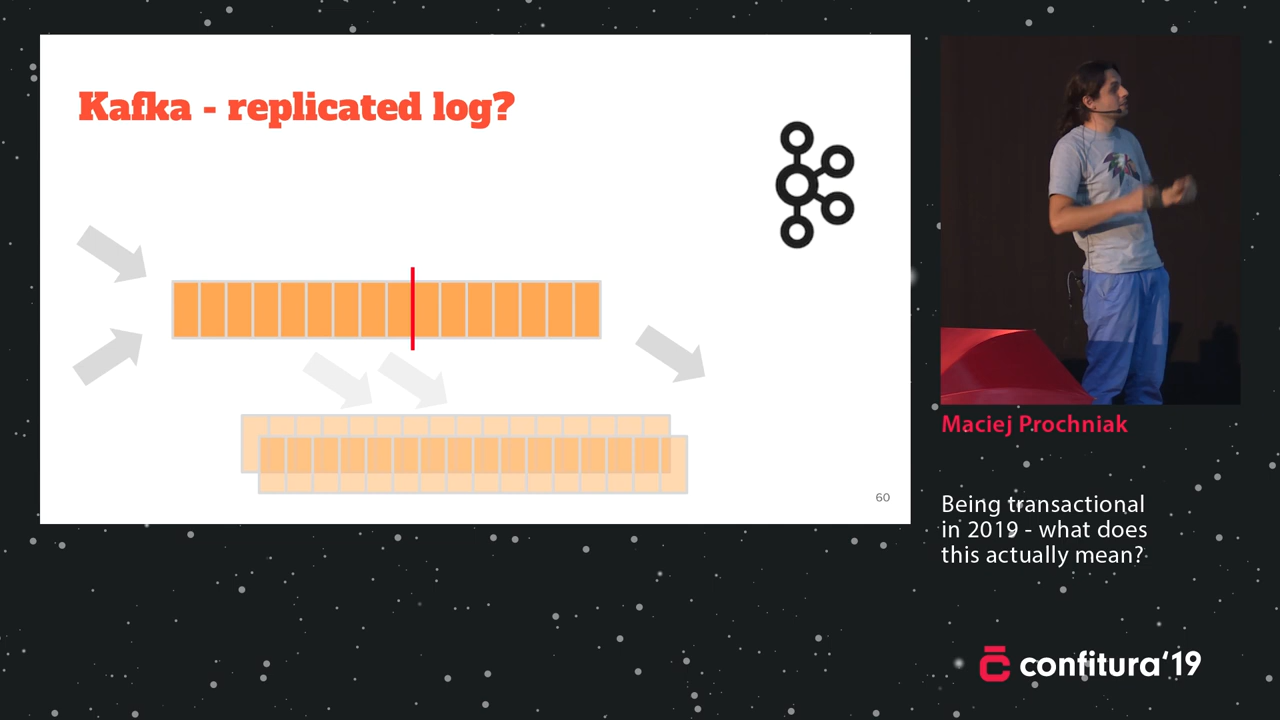 Kafka - replicated log?
60
Maciej Prochniak
Being transactional
in 2019 - what does
this actually mean?
confitura‘19